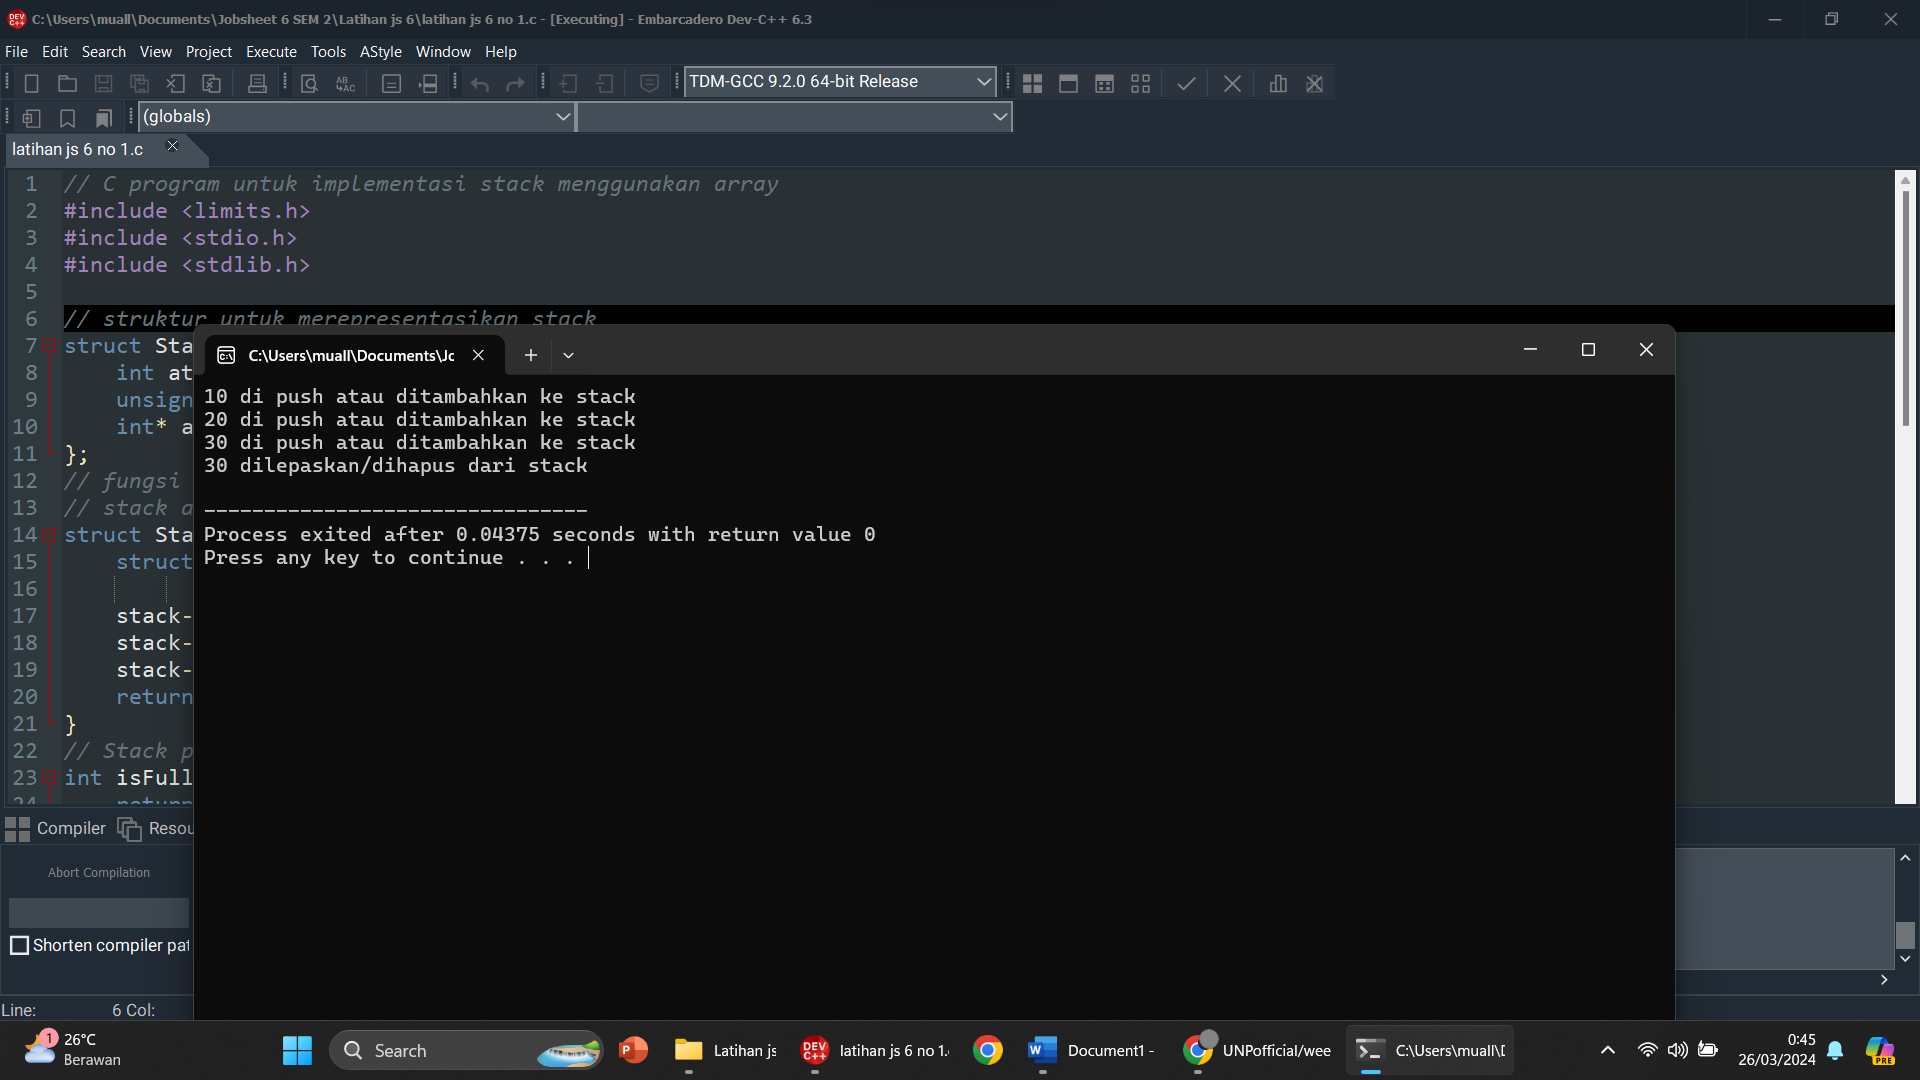 C:\Users\muall\Documents\Jobsheet 6 SEM 2\Latihan js 6\latihan js 6 no 1.c - [Executing] - Embarcadero Dev-C++ 6.3
File Edit Search View Project Execute Tools AStyle Window Help
TDM-GCC 9.2.0 64-bit Release
(globals)
latihan js 6 no 1.c
1 // C program untuk implementasi stack menggunakan array
2 #include <limits.h>
3 #include <stdio.h>
4 #include <stdlib.h>
5
6 // struktur untuk merepresentasikan stack
7 struct Sta
8 int at
9 unsign
10 int* a
11 };
12 // fungsi
13 // stack a
14 struct Sta
15 struct
16
17 stack-
18 stack-
19 stack-
20 return
21 }
22 // Stack p
23 int isFull
24 return
C:\Users\muall\Documents\Jc
10 di push atau ditambahkan ke stack
20 di push atau ditambahkan ke stack
30 di push atau ditambahkan ke stack
30 dilepaskan/dihapus dari stack
--------------------------------
Process exited after 0.04375 seconds with return value 0
Press any key to continue . . .
Compiler Resou
Abort Compilation
Shorten compiler pat
Line: 6 Col:
1
26°C
Berawan
Search
Latihan js
DEV C++
latihan js 6 no 1.
Document1 -
UNPofficial/wee
C:\Users\muall\D
0:45
26/03/2024
PRE